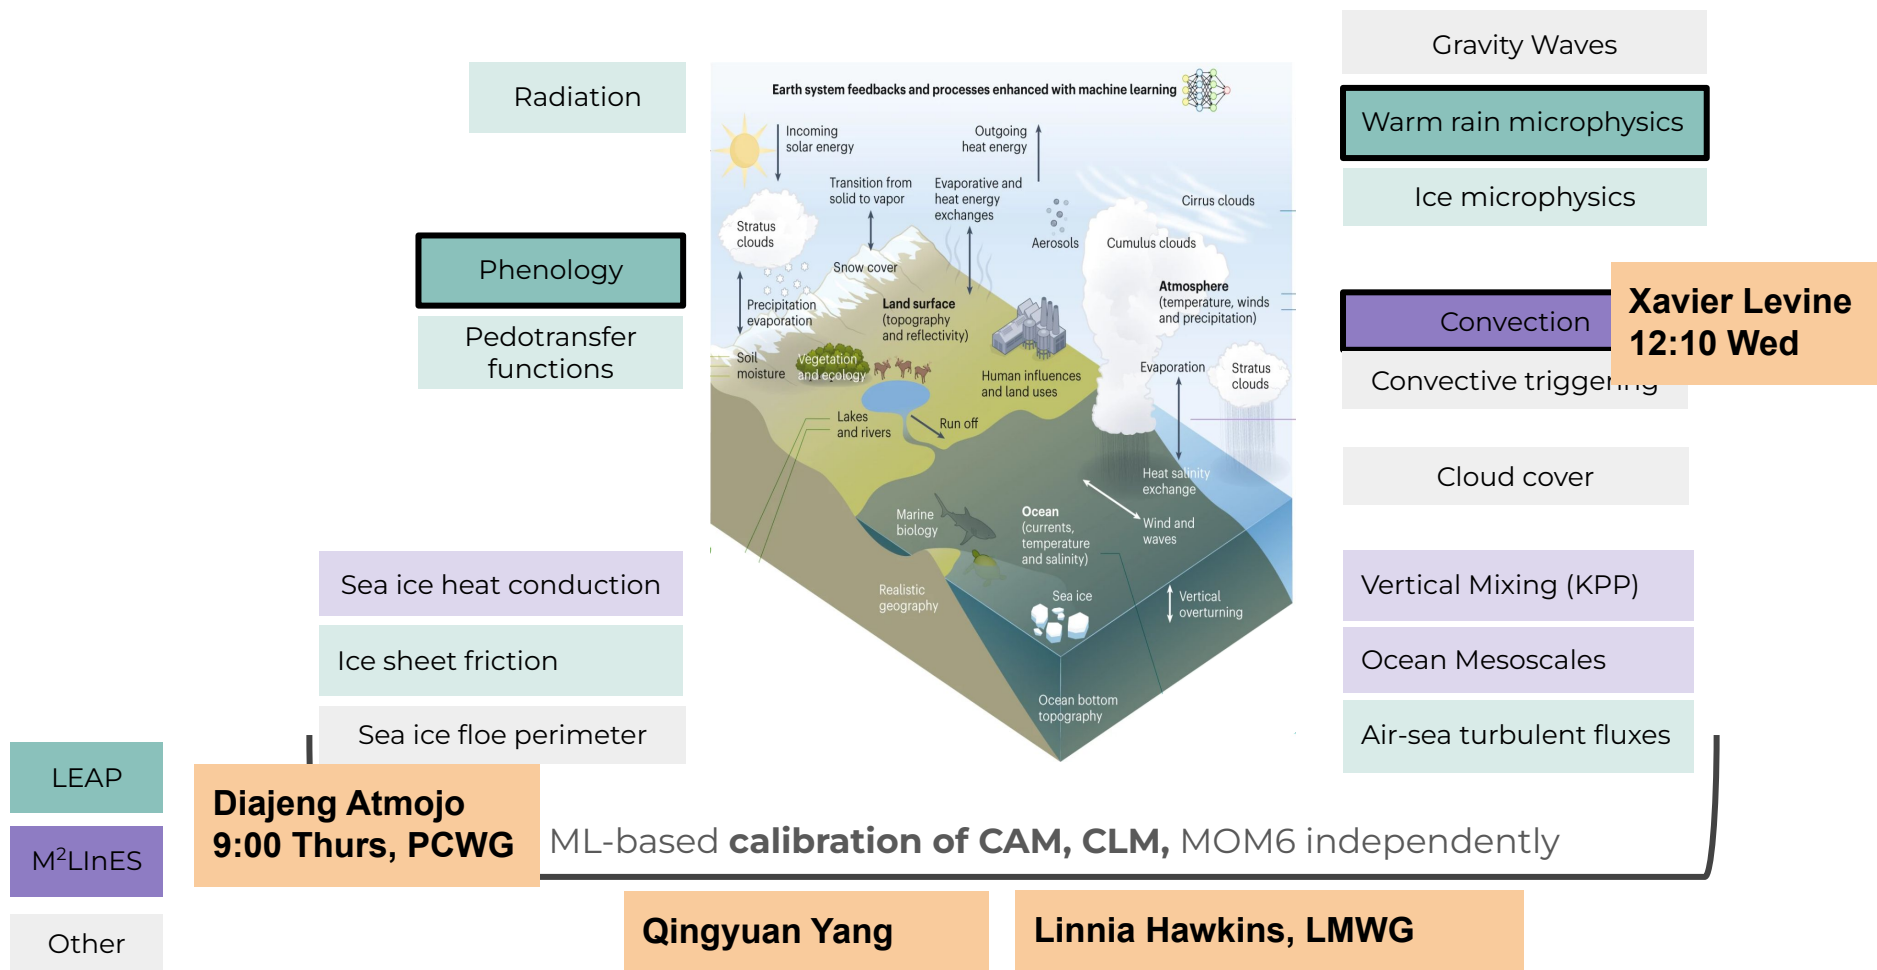 Gravity Waves
Radiation
Warm rain microphysics
Ice microphysics
Phenology
Pedotransfer
functions
Convection
Xavier Levine
12:10 Wed
Convective triggering
Cloud cover
Sea ice heat conduction
Ice sheet friction
Sea ice floe perimeter
Vertical Mixing (KPP)
Ocean Mesoscales
Air-sea turbulent fluxes
Earth system feedbacks and processes enhanced with machine learning
Incoming
solar energy
Outgoing
heat energy
Transition from
solid to vapor
Evaporative and
heat energy
exchanges
Cirrus clouds
Stratus
clouds
Aerosols
Cumulus clouds
Snow cover
Precipitation
evaporation
Land surface
(topography
and reflectivity)
Atmosphere
(temperature, winds
and precipitation)
Soil
moisture
Vegetation
and ecology
Human influences
and land uses
Evaporation
Stratus
clouds
Lakes
and rivers
Run off
Heat salinity
exchange
Marine
biology
Ocean
(currents,
temperature
and salinity)
Wind and
waves
Realistic
geography
Sea ice
Vertical
overturning
Ocean bottom
topography
LEAP
M²LInES
Other
Diajeng Atmojo
9:00 Thurs, PCWG
ML-based calibration of CAM, CLM, MOM6 independently
Qingyuan Yang
Linnia Hawkins, LMWG